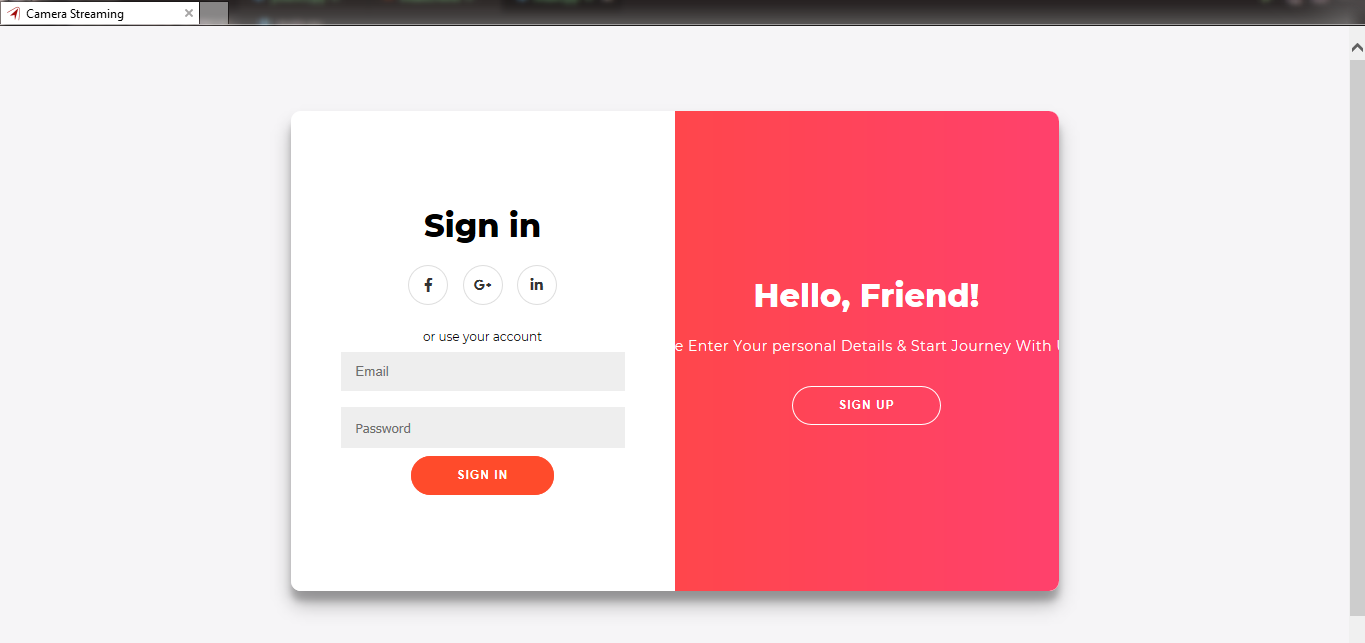 Camera Streaming
Sign in
f
G+
in
or use your account
Email
Password
SIGN IN
Hello, Friend!
e Enter Your personal Details & Start Journey With
SIGN UP